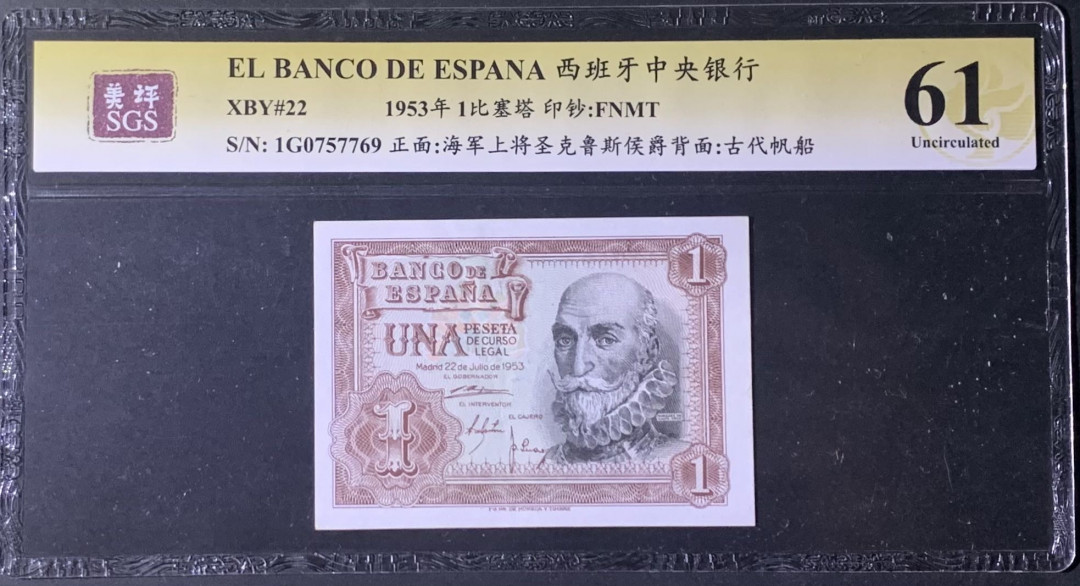 EL BANCO DE ESPANA 西班牙中央银行
XBY#22 1953年 1比塞塔 印钞:FNMT
S/N: 1G0757769 正面:海军上将圣克鲁斯侯爵背面:古代帆船
美评
SGS
61
Uncirculated
BANCO DE
ESPAÑA
UNA PESETA
DE CURSO
LEGAL
Madrid 22 de Julio de 1953
EL GOBERNADOR
EL INTERVENTOR
EL CAJERO
1
1
1